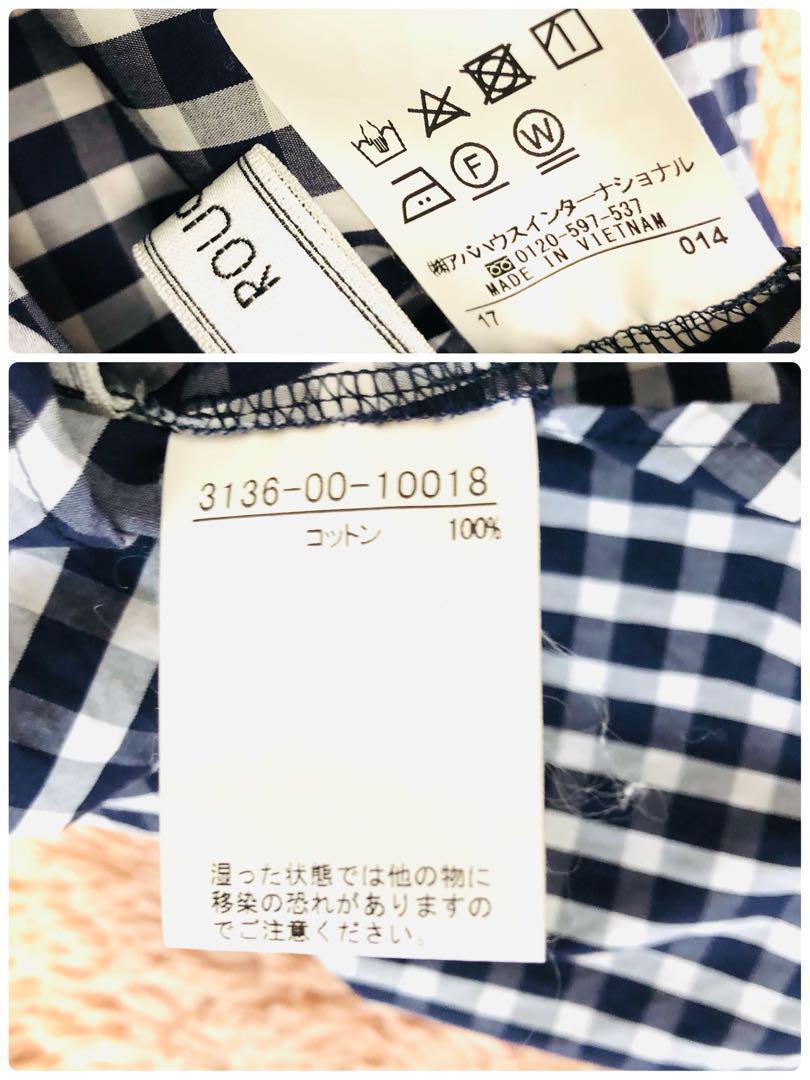 F
W
㈱アバハウスインターナショナル
0120-597-537
MADE IN VIETNAM
17
014
3136-00-10018
コットン 100%
湿った状態では他の物に
移染の恐れがありますの
でご注意ください。